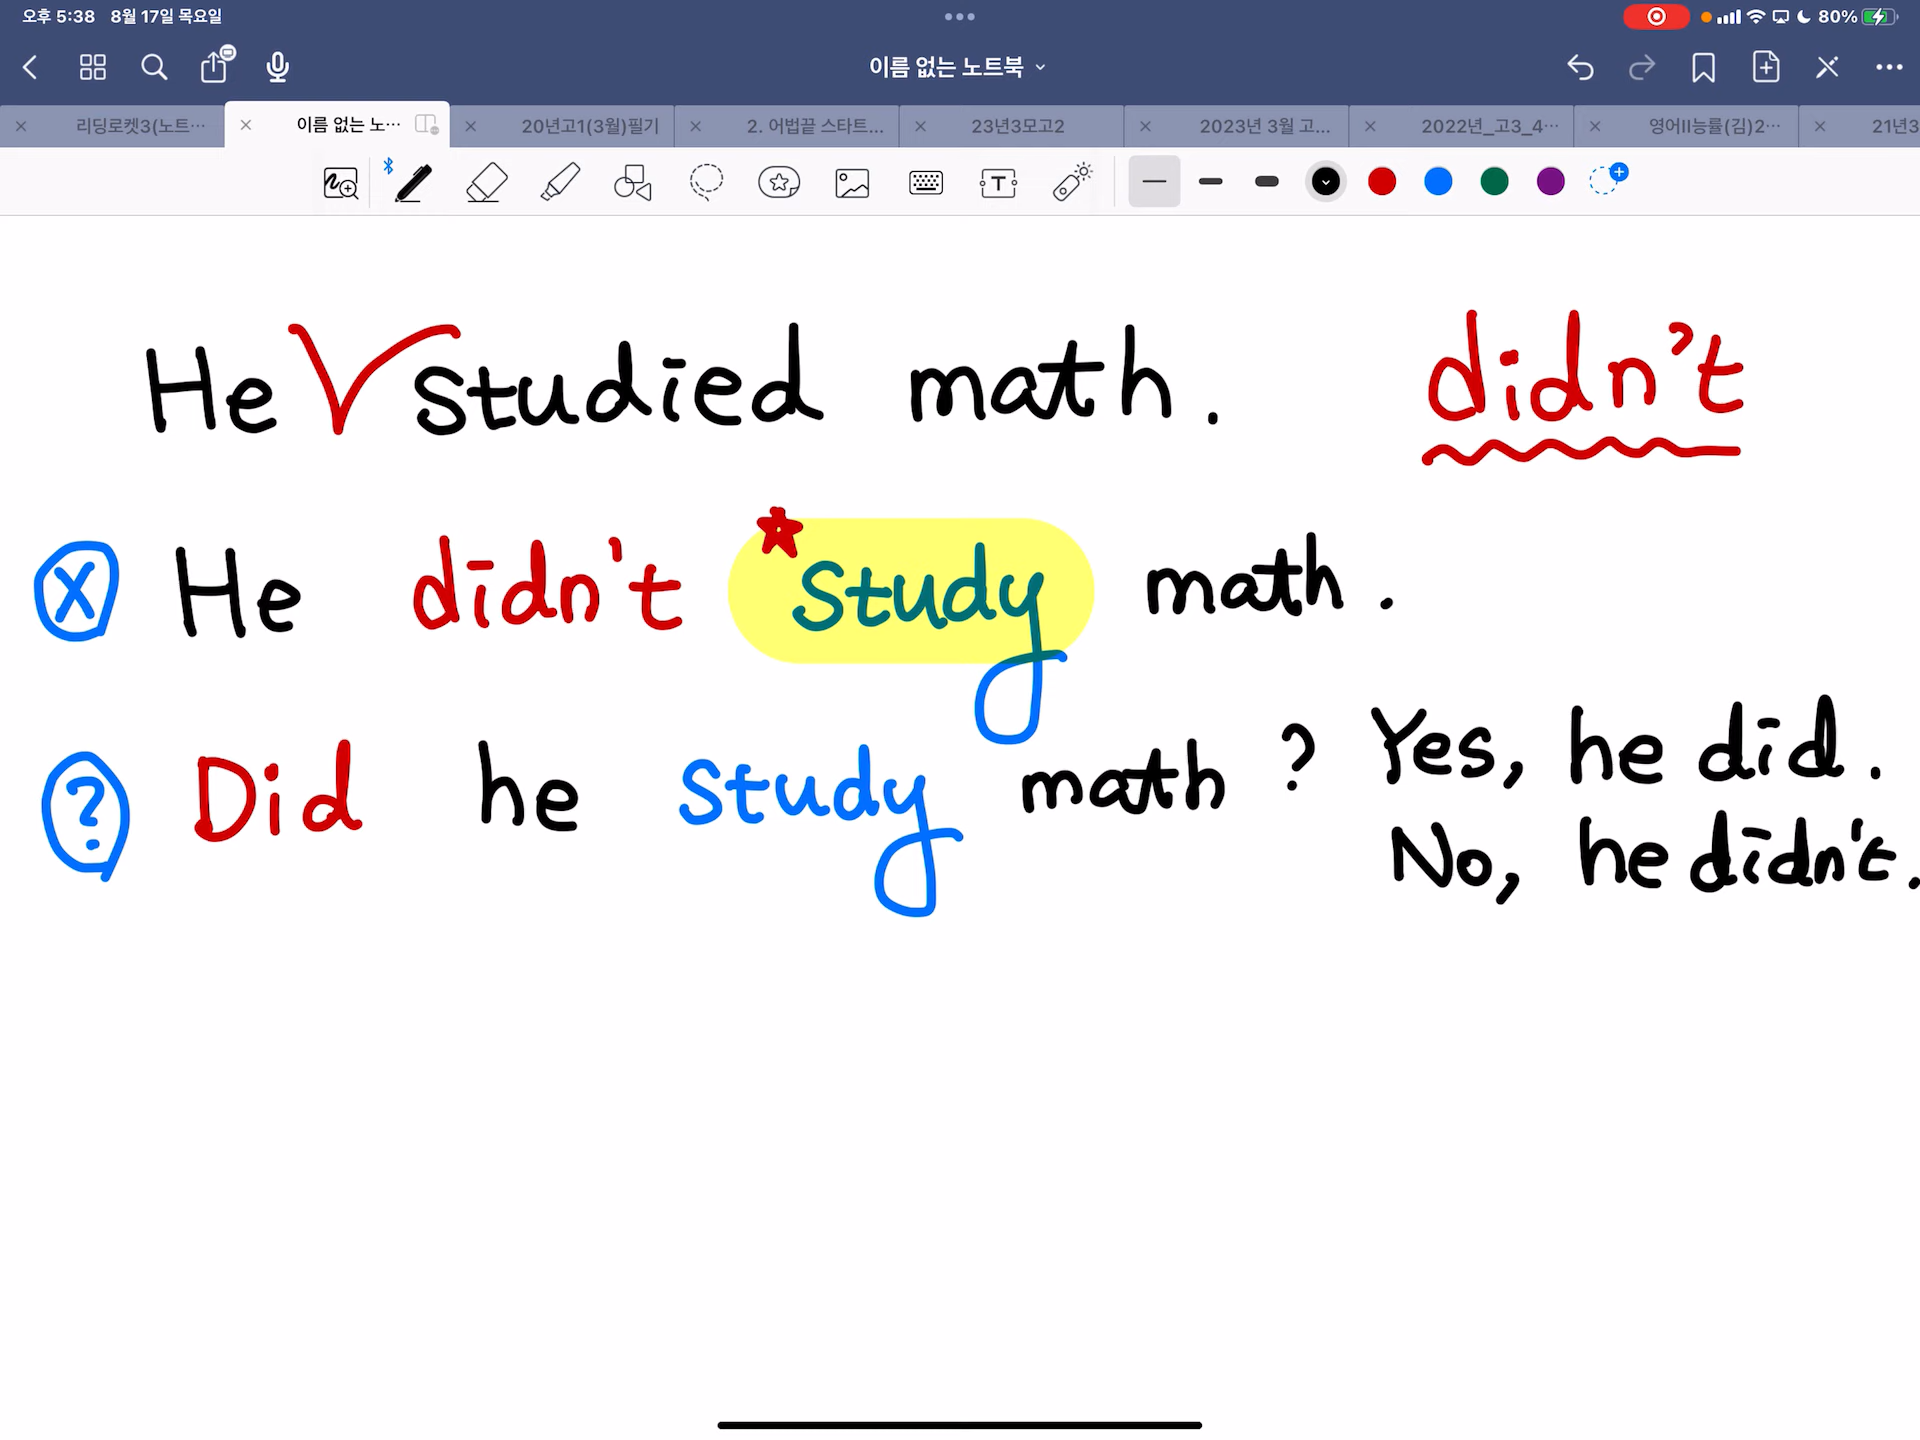 오후 5:38 8월 17일 목요일 80%
이름 없는 노트북
리딩로켓3(노트… 이름 없는 노… 20년고1(3월)필기 2. 어법끝 스타트... 23년3모고2 2023년 3월 고... 2022년_고3_4… 영어II능률(김)2… 21년3
He V studied math. didn't
X He didn't *study math.
? Did he study math? Yes, he did.
No, he didn't.